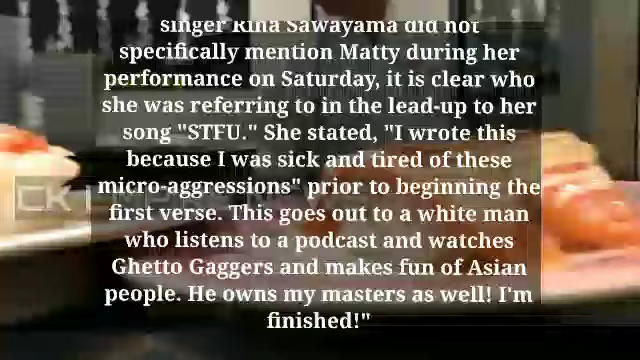 singer Rina Sawayama did not
specifically mention Matty during her
performance on Saturday, it is clear who
she was referring to in the lead-up to her
song "STFU." She stated, "I wrote this
because I was sick and tired of these
micro-aggressions" prior to beginning the
first verse. This goes out to a white man
who listens to a podcast and watches
Ghetto Gaggers and makes fun of Asian
people. He owns my masters as well! I'm
finished!"